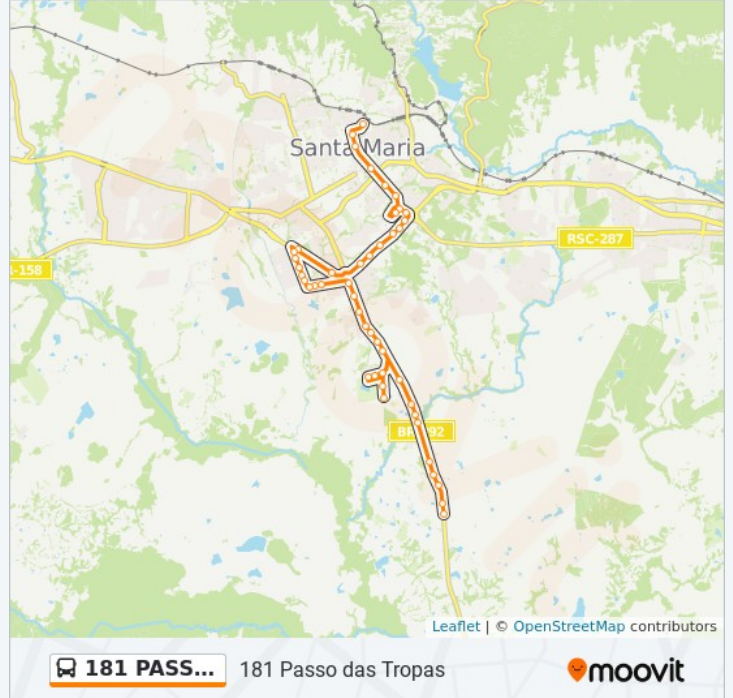 Santa Maria
RSC-287
-158
BR-392
Leaflet | © OpenStreetMap contributors
181 PASS...
181 Passo das Tropas
moovit